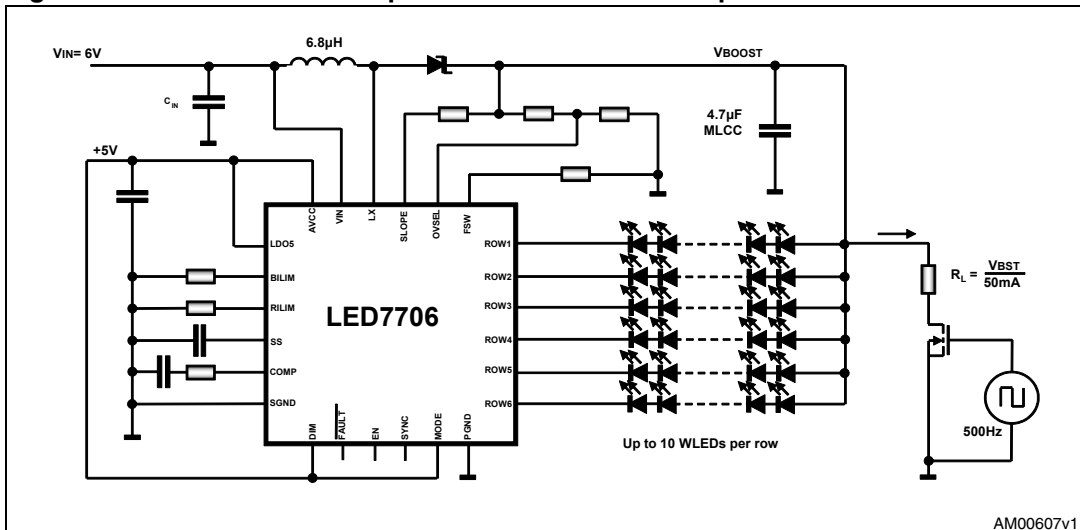 VIN= 6V
6.8µH
VBOOST
CIN
4.7µF
MLCC
+5V
AVCC
VIN
LX
SLOPE
OVSEL
FSW
LDO5
BILIM
RILIM
SS
COMP
SGND
LED7706
ROW1
ROW2
ROW3
ROW4
ROW5
ROW6
DIM
FAULT
EN
SYNC
MODE
PGND
RL = VBST
50mA
500Hz
Up to 10 WLEDs per row
AM00607v1